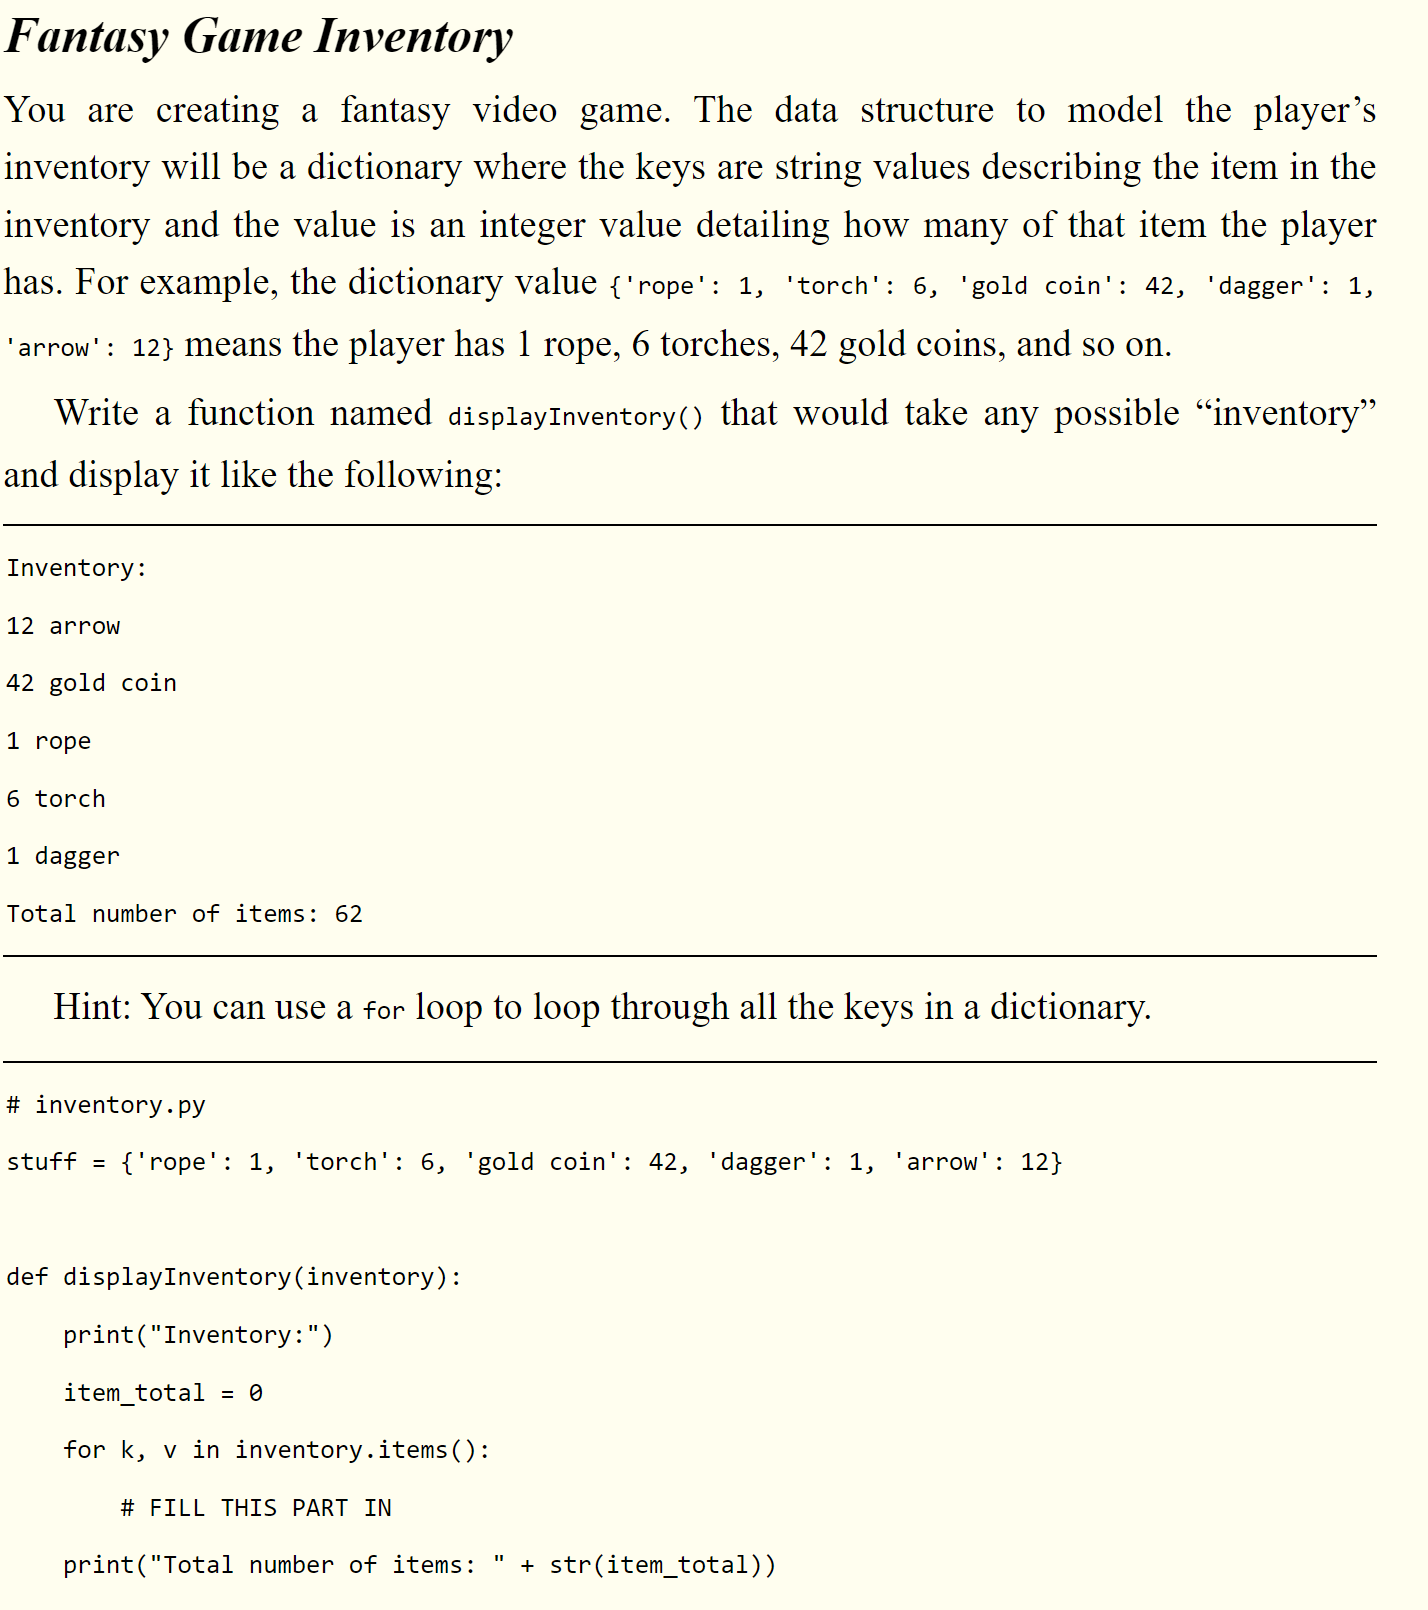 Fantasy Game Inventory
You are creating a fantasy video game. The data structure to model the player’s
inventory will be a dictionary where the keys are string values describing the item in the
inventory and the value is an integer value detailing how many of that item the player
has. For example, the dictionary value {'rope': 1, 'torch': 6, 'gold coin': 42, 'dagger': 1,
'arrow': 12} means the player has 1 rope, 6 torches, 42 gold coins, and so on.
Write a function named displayInventory() that would take any possible “inventory”
and display it like the following:
Inventory:
12 arrow
42 gold coin
1 rope
6 torch
1 dagger
Total number of items: 62
Hint: You can use a for loop to loop through all the keys in a dictionary.
# inventory.py
stuff = {'rope': 1, 'torch': 6, 'gold coin': 42, 'dagger': 1, 'arrow': 12}
def displayInventory(inventory):
    print("Inventory:")
    item_total = 0
    for k, v in inventory.items():
        # FILL THIS PART IN
    print("Total number of items: " + str(item_total))